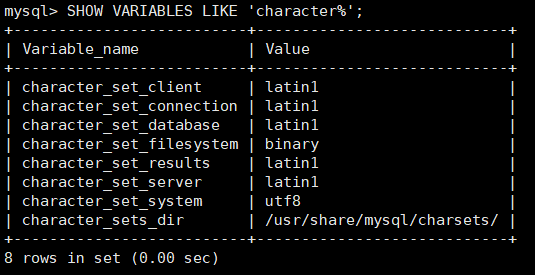 mysql> SHOW VARIABLES LIKE 'character%';
+--------------------------+----------------------------+
| Variable_name            | Value                      |
+--------------------------+----------------------------+
| character_set_client     | latin1                     |
| character_set_connection | latin1                     |
| character_set_database   | latin1                     |
| character_set_filesystem | binary                     |
| character_set_results    | latin1                     |
| character_set_server     | latin1                     |
| character_set_system     | utf8                       |
| character_sets_dir       | /usr/share/mysql/charsets/ |
+--------------------------+----------------------------+
8 rows in set (0.00 sec)